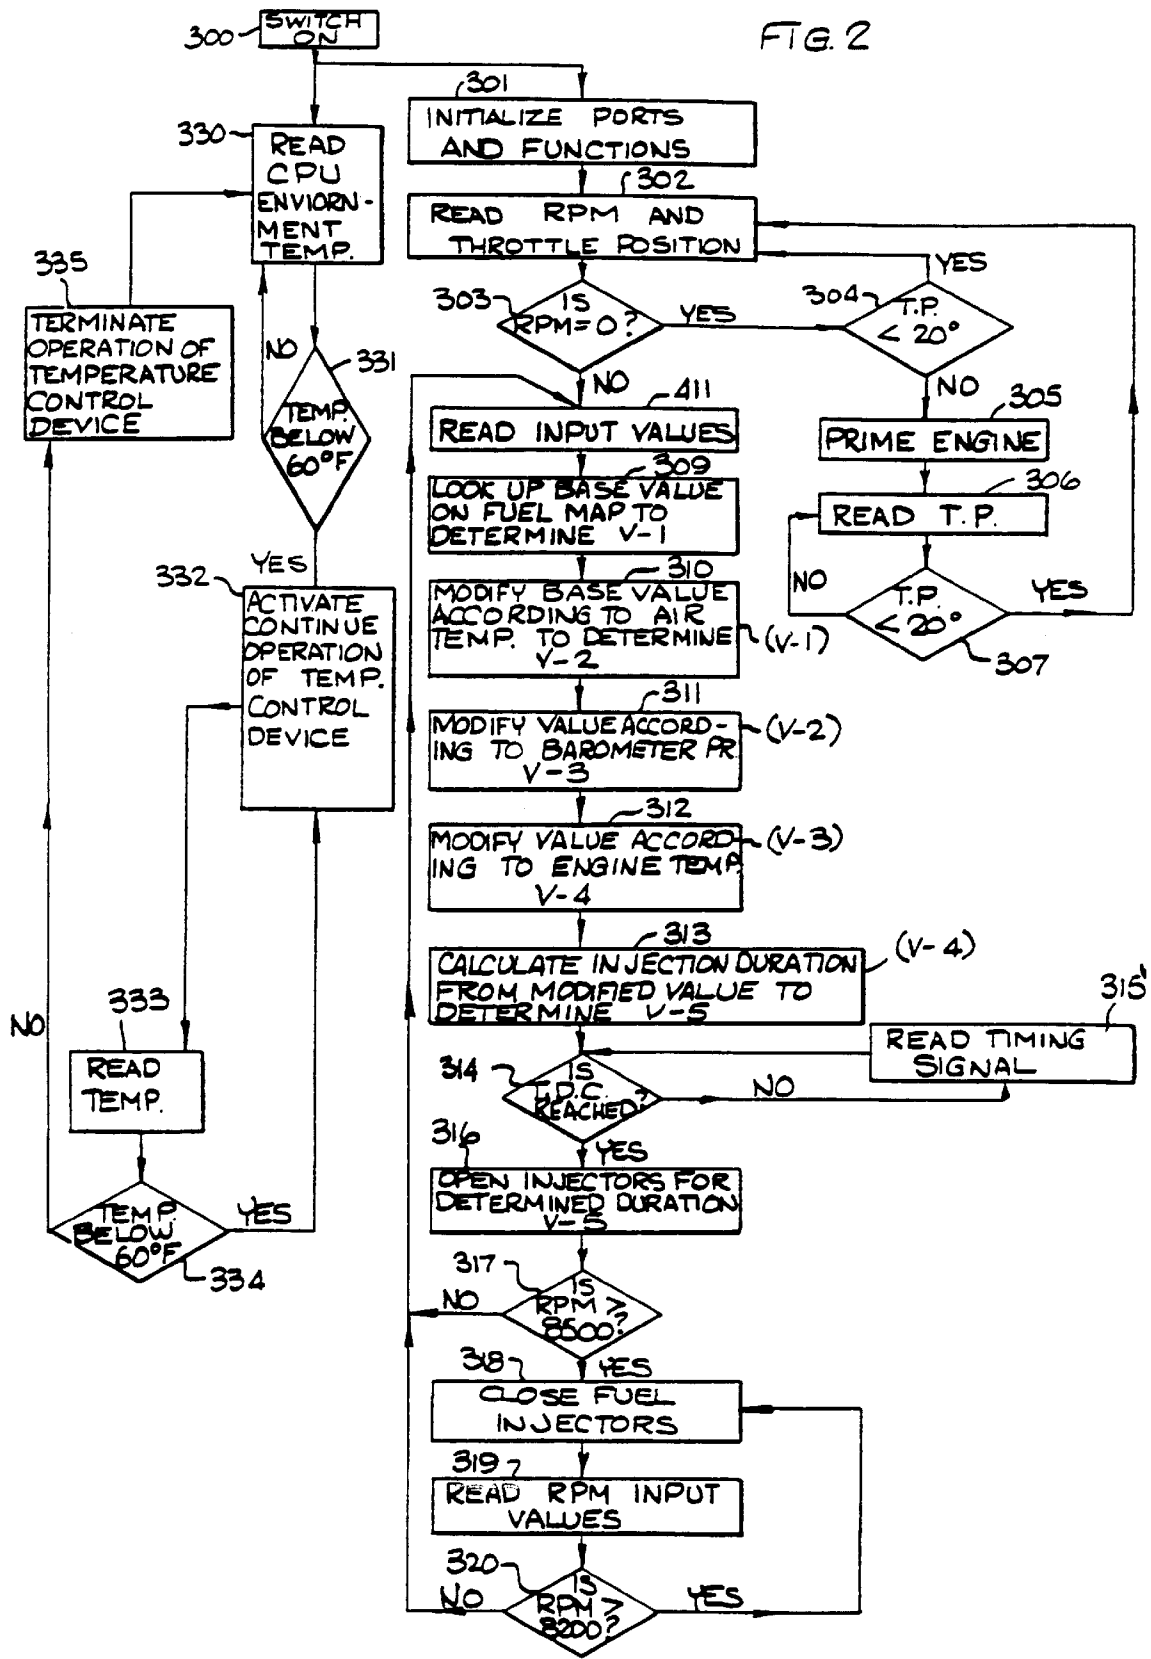 FIG. 2
300
SWITCH
ON
301
INITIALIZE PORTS
AND FUNCTIONS
330
READ
CPU
ENVIORN-
MENT
TEMP.
302
READ RPM AND
THROTTLE POSITION
335
TERMINATE
OPERATION OF
TEMPERATURE
CONTROL
DEVICE
NO
331
TEMP.
BELOW
60°F
303
IS
RPM=0?
YES
304
T.P.
< 20°
YES
NO
NO
411
READ INPUT VALUES
305
PRIME ENGINE
309
LOOK UP BASE VALUE
ON FUEL MAP TO
DETERMINE V-1
306
READ T.P.
YES
332
ACTIVATE
CONTINUE
OPERATION
OF TEMP.
CONTROL
DEVICE
310
MODIFY BASE VALUE
ACCORDING TO AIR
TEMP. TO DETERMINE
V-2
(V-1)
NO
T.P.
< 20°
YES
307
311
MODIFY VALUE ACCORD-
ING TO BAROMETER PR.
V-3
(V-2)
312
MODIFY VALUE ACCORD-
ING TO ENGINE TEMP.
V-4
(V-3)
313
CALCULATE INJECTION DURATION
FROM MODIFIED VALUE TO
DETERMINE V-5
(V-4)
NO
333
READ
TEMP.
315'
READ TIMING
SIGNAL
314
IS
T.D.C.
REACHED?
NO
YES
316
OPEN INJECTORS FOR
DETERMINED DURATION
V-5
TEMP.
BELOW
60°F
YES
334
317
IS
RPM >
8500?
NO
YES
318
CLOSE FUEL
INJECTORS
319
READ RPM INPUT
VALUES
320
IS
RPM >
8200?
NO
YES